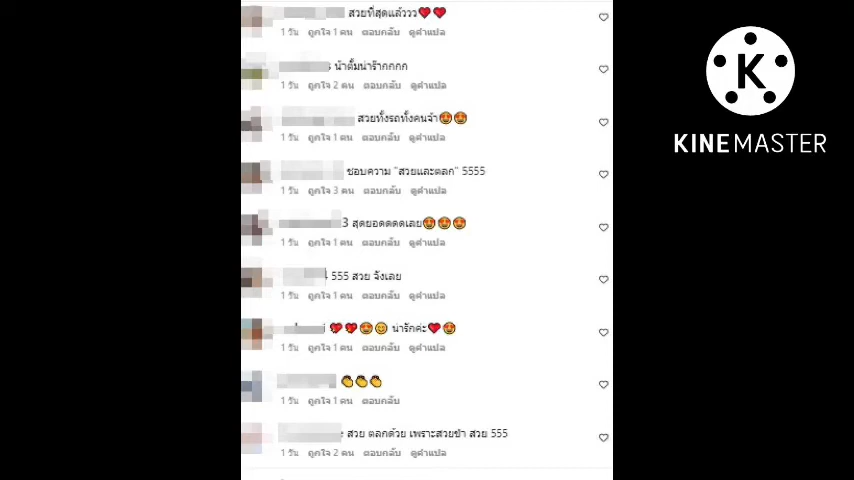 สวยที่สุดแล้ววว❤️❤️
1 วัน ถูกใจ 1 คน ตอบกลับ ดูคำแปล
น้าตั้มน่าร๊ากกกก
1 วัน ถูกใจ 2 คน ตอบกลับ ดูคำแปล
สวยทั้งรถทั้งคนจ้า😍😍
1 วัน ถูกใจ 1 คน ตอบกลับ ดูคำแปล
ชอบความ "สวยและตลก" 5555
1 วัน ถูกใจ 3 คน ตอบกลับ ดูคำแปล
3 สุดยอดดดดเลย😍😍😍
1 วัน ถูกใจ 1 คน ตอบกลับ ดูคำแปล
555 สวย จังเลย
1 วัน ถูกใจ 1 คน ตอบกลับ ดูคำแปล
💓💓😍😊 น่ารักค่ะ❤️😍
1 วัน ถูกใจ 1 คน ตอบกลับ ดูคำแปล
👏👏👏
1 วัน ถูกใจ 1 คน ตอบกลับ
สวย ตลกด้วย เพราะสวยขำ สวย 555
1 วัน ถูกใจ 2 คน ตอบกลับ ดูคำแปล
K
KINEMASTER